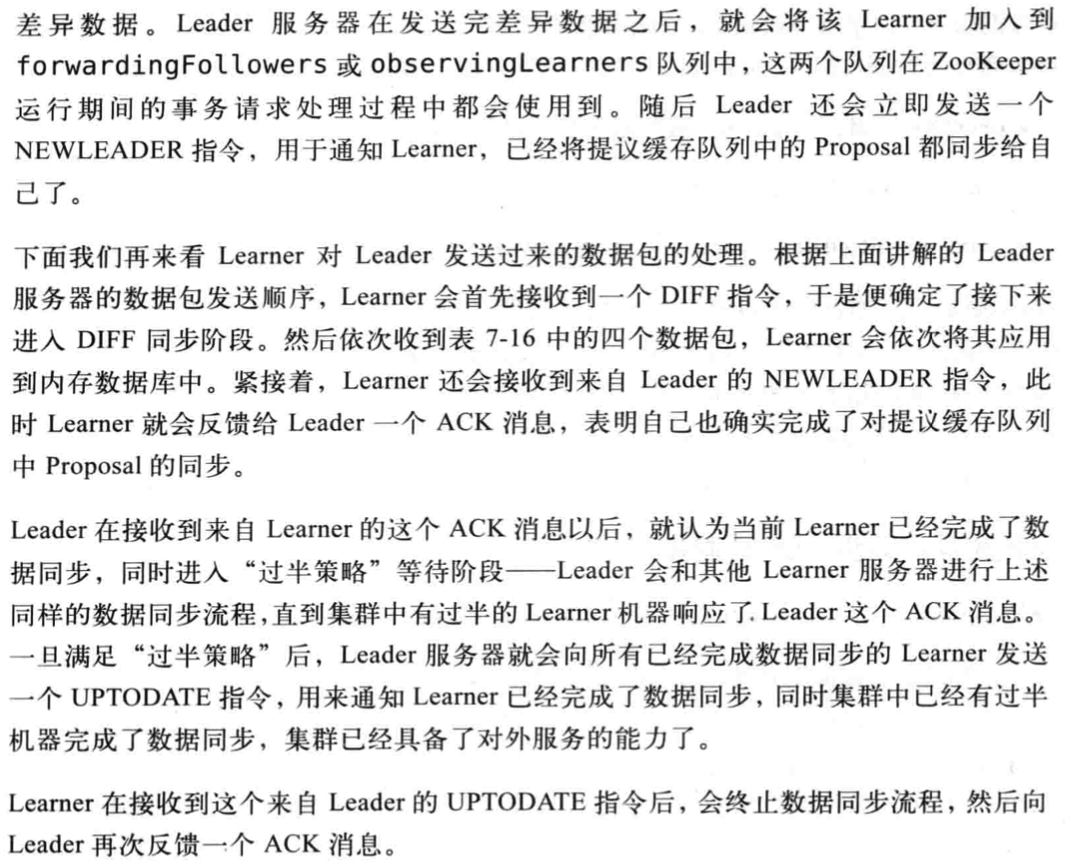 差异数据。Leader 服务器在发送完差异数据之后，就会将该 Learner 加入到
forwardingFollowers 或 observingLearners 队列中，这两个队列在 ZooKeeper
运行期间的事务请求处理过程中都会使用到。随后 Leader 还会立即发送一个
NEWLEADER 指令，用于通知 Learner，已经将提议缓存队列中的 Proposal 都同步给自
己了。
下面我们再来看 Learner 对 Leader 发送过来的数据包的处理。根据上面讲解的 Leader
服务器的数据包发送顺序，Learner 会首先接收到一个 DIFF 指令，于是便确定了接下来
进入 DIFF 同步阶段。然后依次收到表 7-16 中的四个数据包，Learner 会依次将其应用
到内存数据库中。紧接着，Learner 还会接收到来自 Leader 的 NEWLEADER 指令，此
时 Learner 就会反馈给 Leader 一个 ACK 消息，表明自己也确实完成了对提议缓存队列
中 Proposal 的同步。
Leader 在接收到来自 Learner 的这个 ACK 消息以后，就认为当前 Learner 已经完成了数
据同步，同时进入“过半策略”等待阶段——Leader 会和其他 Learner 服务器进行上述
同样的数据同步流程，直到集群中有过半的 Learner 机器响应了 Leader 这个 ACK 消息。
一旦满足“过半策略”后，Leader 服务器就会向所有已经完成数据同步的 Learner 发送
一个 UPTODATE 指令，用来通知 Learner 已经完成了数据同步，同时集群中已经有过半
机器完成了数据同步，集群已经具备了对外服务的能力了。
Learner 在接收到这个来自 Leader 的 UPTODATE 指令后，会终止数据同步流程，然后向
Leader 再次反馈一个 ACK 消息。